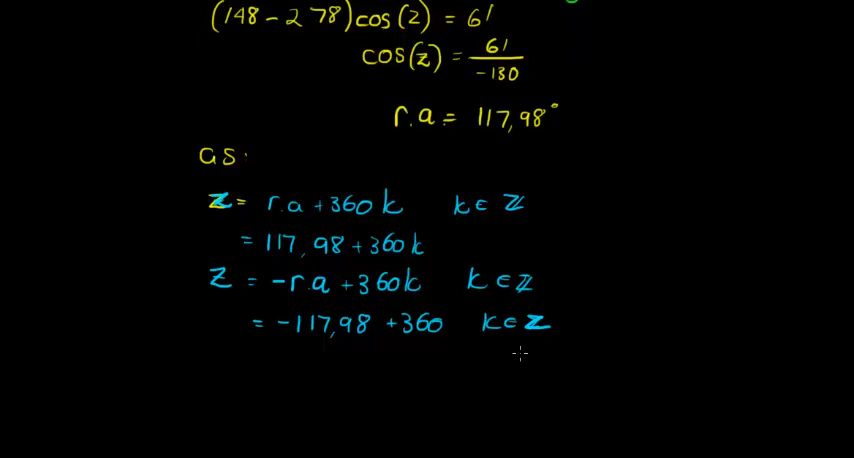 (148 - 278) cos (z) = 61
cos(z) = 61 / -130
r.a = 117,98°
GS.
z = r.a + 360k k ∈ ℤ
= 117,98 + 360k
z = -r.a + 360k k ∈ ℤ
= -117,98 + 360 k ∈ ℤ